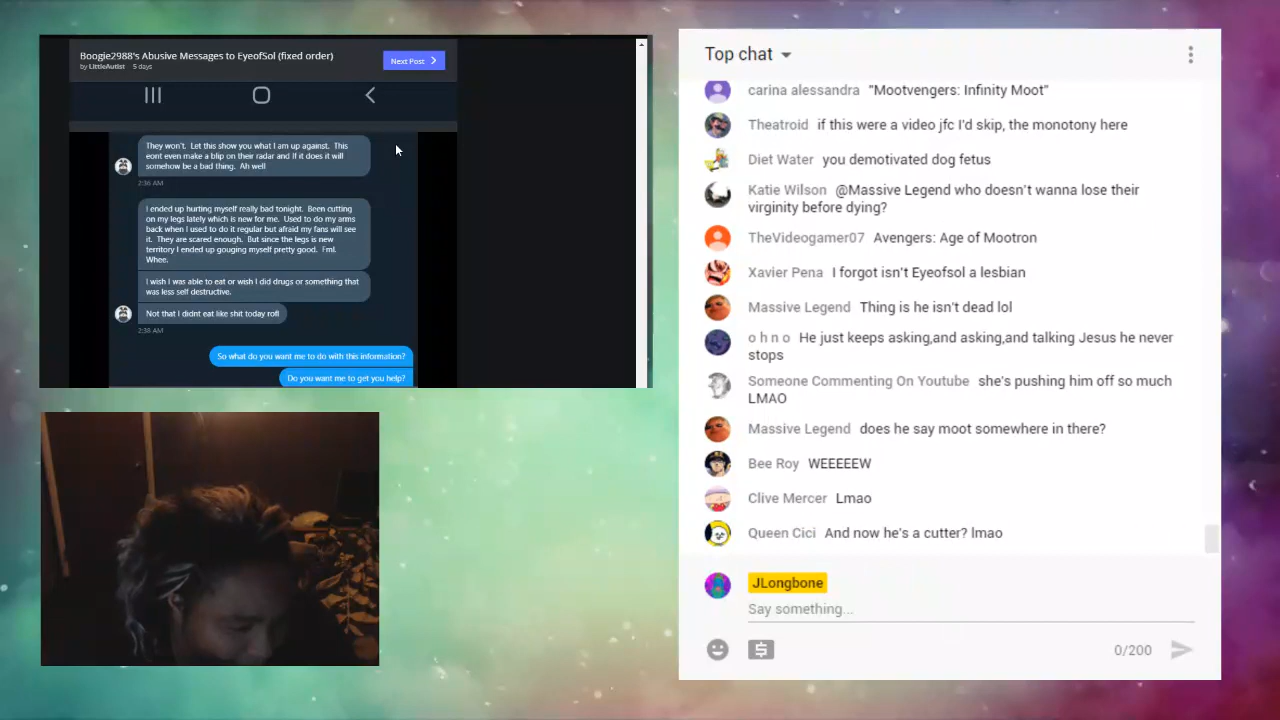 Boogie2988's Abusive Messages to EyeofSol (fixed order)
by LittleAutist 5 days
Next Post
They won't. Let this show you what I am up against. This
eont even make a blip on their radar and If it does it will
somehow be a bad thing. Ah well
2:36 AM
I ended up hurting myself really bad tonight. Been cutting
on my legs lately which is new for me. Used to do my arms
back when I used to do it regular but afraid my fans will see
it. They are scared enough. But since the legs is new
territory I ended up gouging myself pretty good. Fml.
Whee.
I wish I was able to eat or wish I did drugs or something that
was less self destructive.
Not that I didnt eat like shit today rofl
2:38 AM
So what do you want me to do with this information?
Do you want me to get you help?
Top chat
carina alessandra "Mootvengers: Infinity Moot"
Theatroid if this were a video jfc I'd skip, the monotony here
Diet Water you demotivated dog fetus
Katie Wilson @Massive Legend who doesn't wanna lose their
virginity before dying?
TheVideogamer07 Avengers: Age of Mootron
Xavier Pena I forgot isn't Eyeofsol a lesbian
Massive Legend Thing is he isn't dead lol
o h n o He just keeps asking,and asking,and talking Jesus he never
stops
Someone Commenting On Youtube she's pushing him off so much
LMAO
Massive Legend does he say moot somewhere in there?
Bee Roy WEEEEEW
Clive Mercer Lmao
Queen Cici And now he's a cutter? lmao
JLongbone
Say something...
0/200